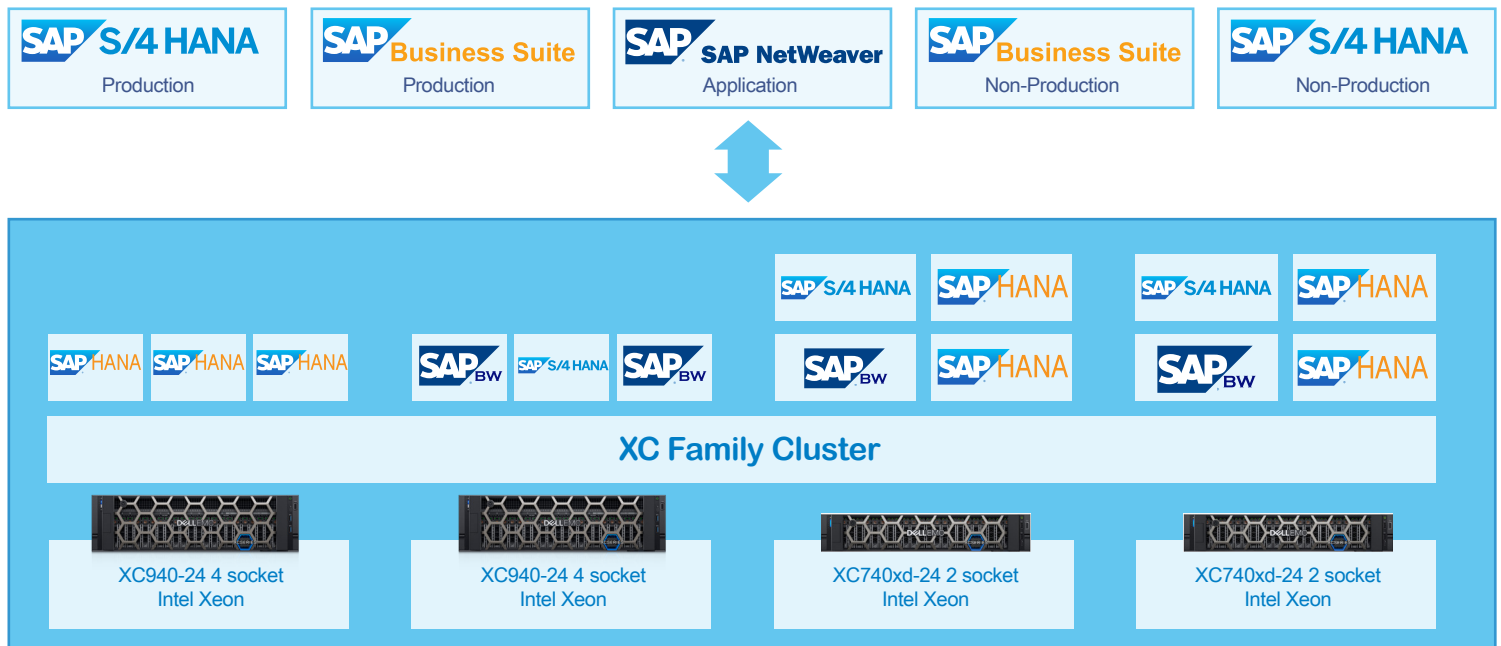 SAP S/4 HANA
Production
SAP Business Suite
Production
SAP SAP NetWeaver
Application
SAP Business Suite
Non-Production
SAP S/4 HANA
Non-Production
SAP S/4 HANA
SAP HANA
SAP S/4 HANA
SAP HANA
SAP HANA
SAP HANA
SAP HANA
SAP BW
SAP S/4 HANA
SAP BW
SAP BW
SAP HANA
SAP BW
SAP HANA
XC Family Cluster
DELLEMC
DELLEMC
DELLEMC
DELLEMC
XC940-24 4 socket
Intel Xeon
XC940-24 4 socket
Intel Xeon
XC740xd-24 2 socket
Intel Xeon
XC740xd-24 2 socket
Intel Xeon